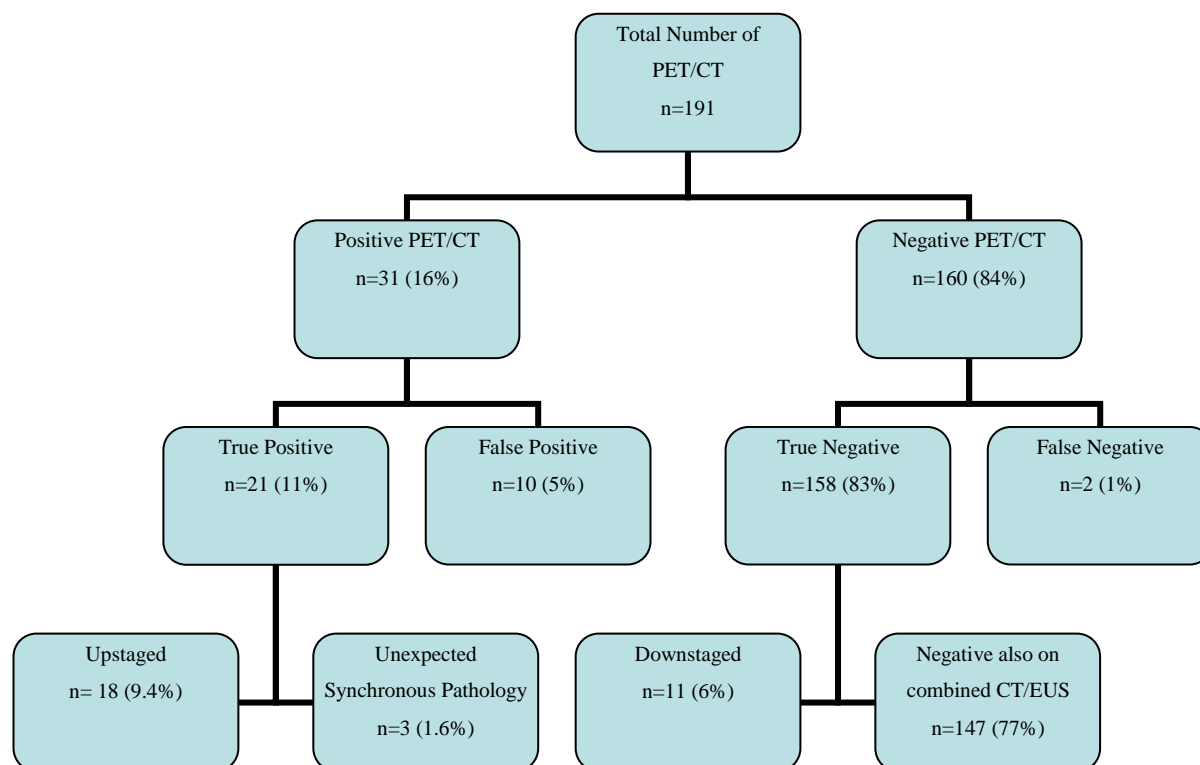 Total Number of
PET/CT
n=191
Positive PET/CT
n=31 (16%)
Negative PET/CT
n=160 (84%)
True Positive
n=21 (11%)
False Positive
n=10 (5%)
True Negative
n=158 (83%)
False Negative
n=2 (1%)
Upstaged
n= 18 (9.4%)
Unexpected
Synchronous Pathology
n=3 (1.6%)
Downstaged
n=11 (6%)
Negative also on
combined CT/EUS
n=147 (77%)